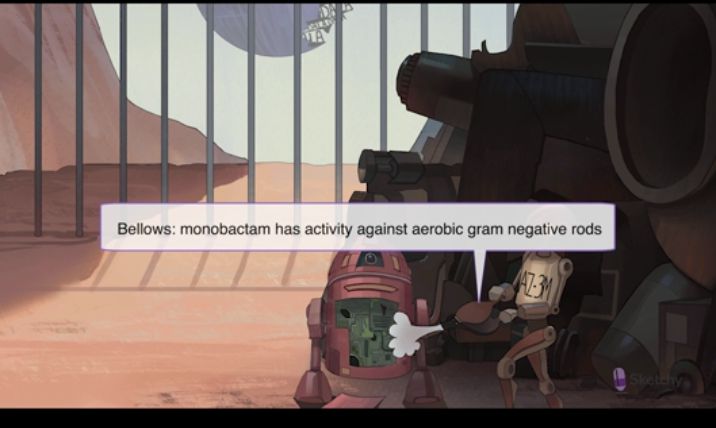 Bellows: monobactam has activity against aerobic gram negative rods
AZ-3M
Sketchy